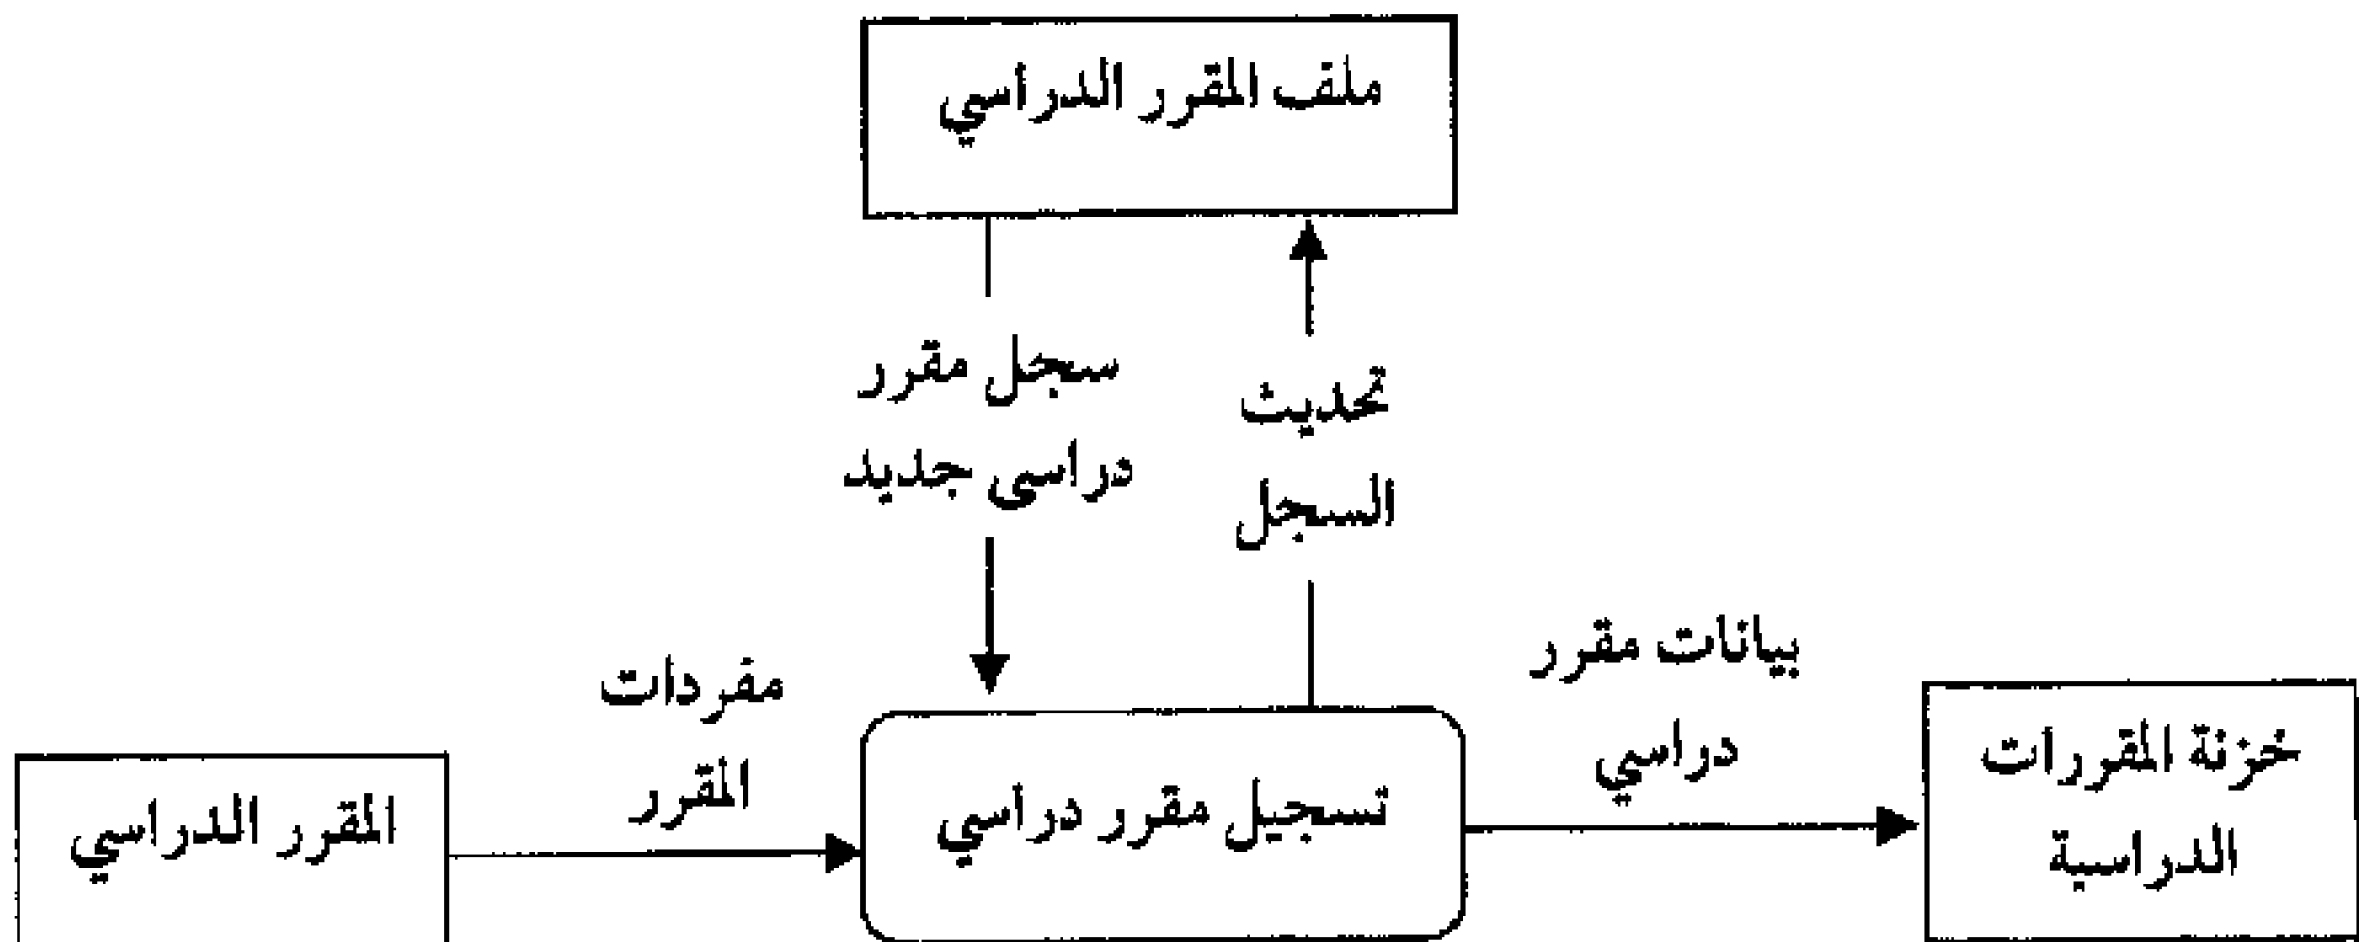 ملف المقرر الدراسي
سجل مقرر
دراسي جديد
تحديث
السجل
بيانات مقرر
دراسي
خزنة المقررات
الدراسية
تسجيل مقرر دراسي
مفردات
المقرر
المقرر الدراسي